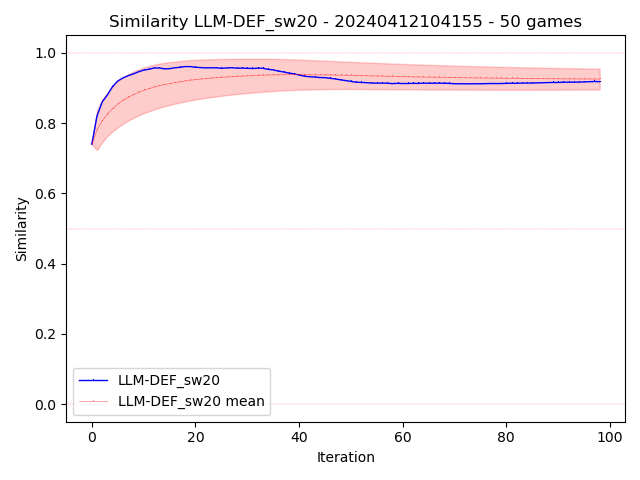 Similarity LLM-DEF_sw20 - 20240412104155 - 50 games
1.0
0.8
0.6
0.4
0.2
0.0
Similarity
LLM-DEF_sw20
LLM-DEF_sw20 mean
0 20 40 60 80 100
Iteration